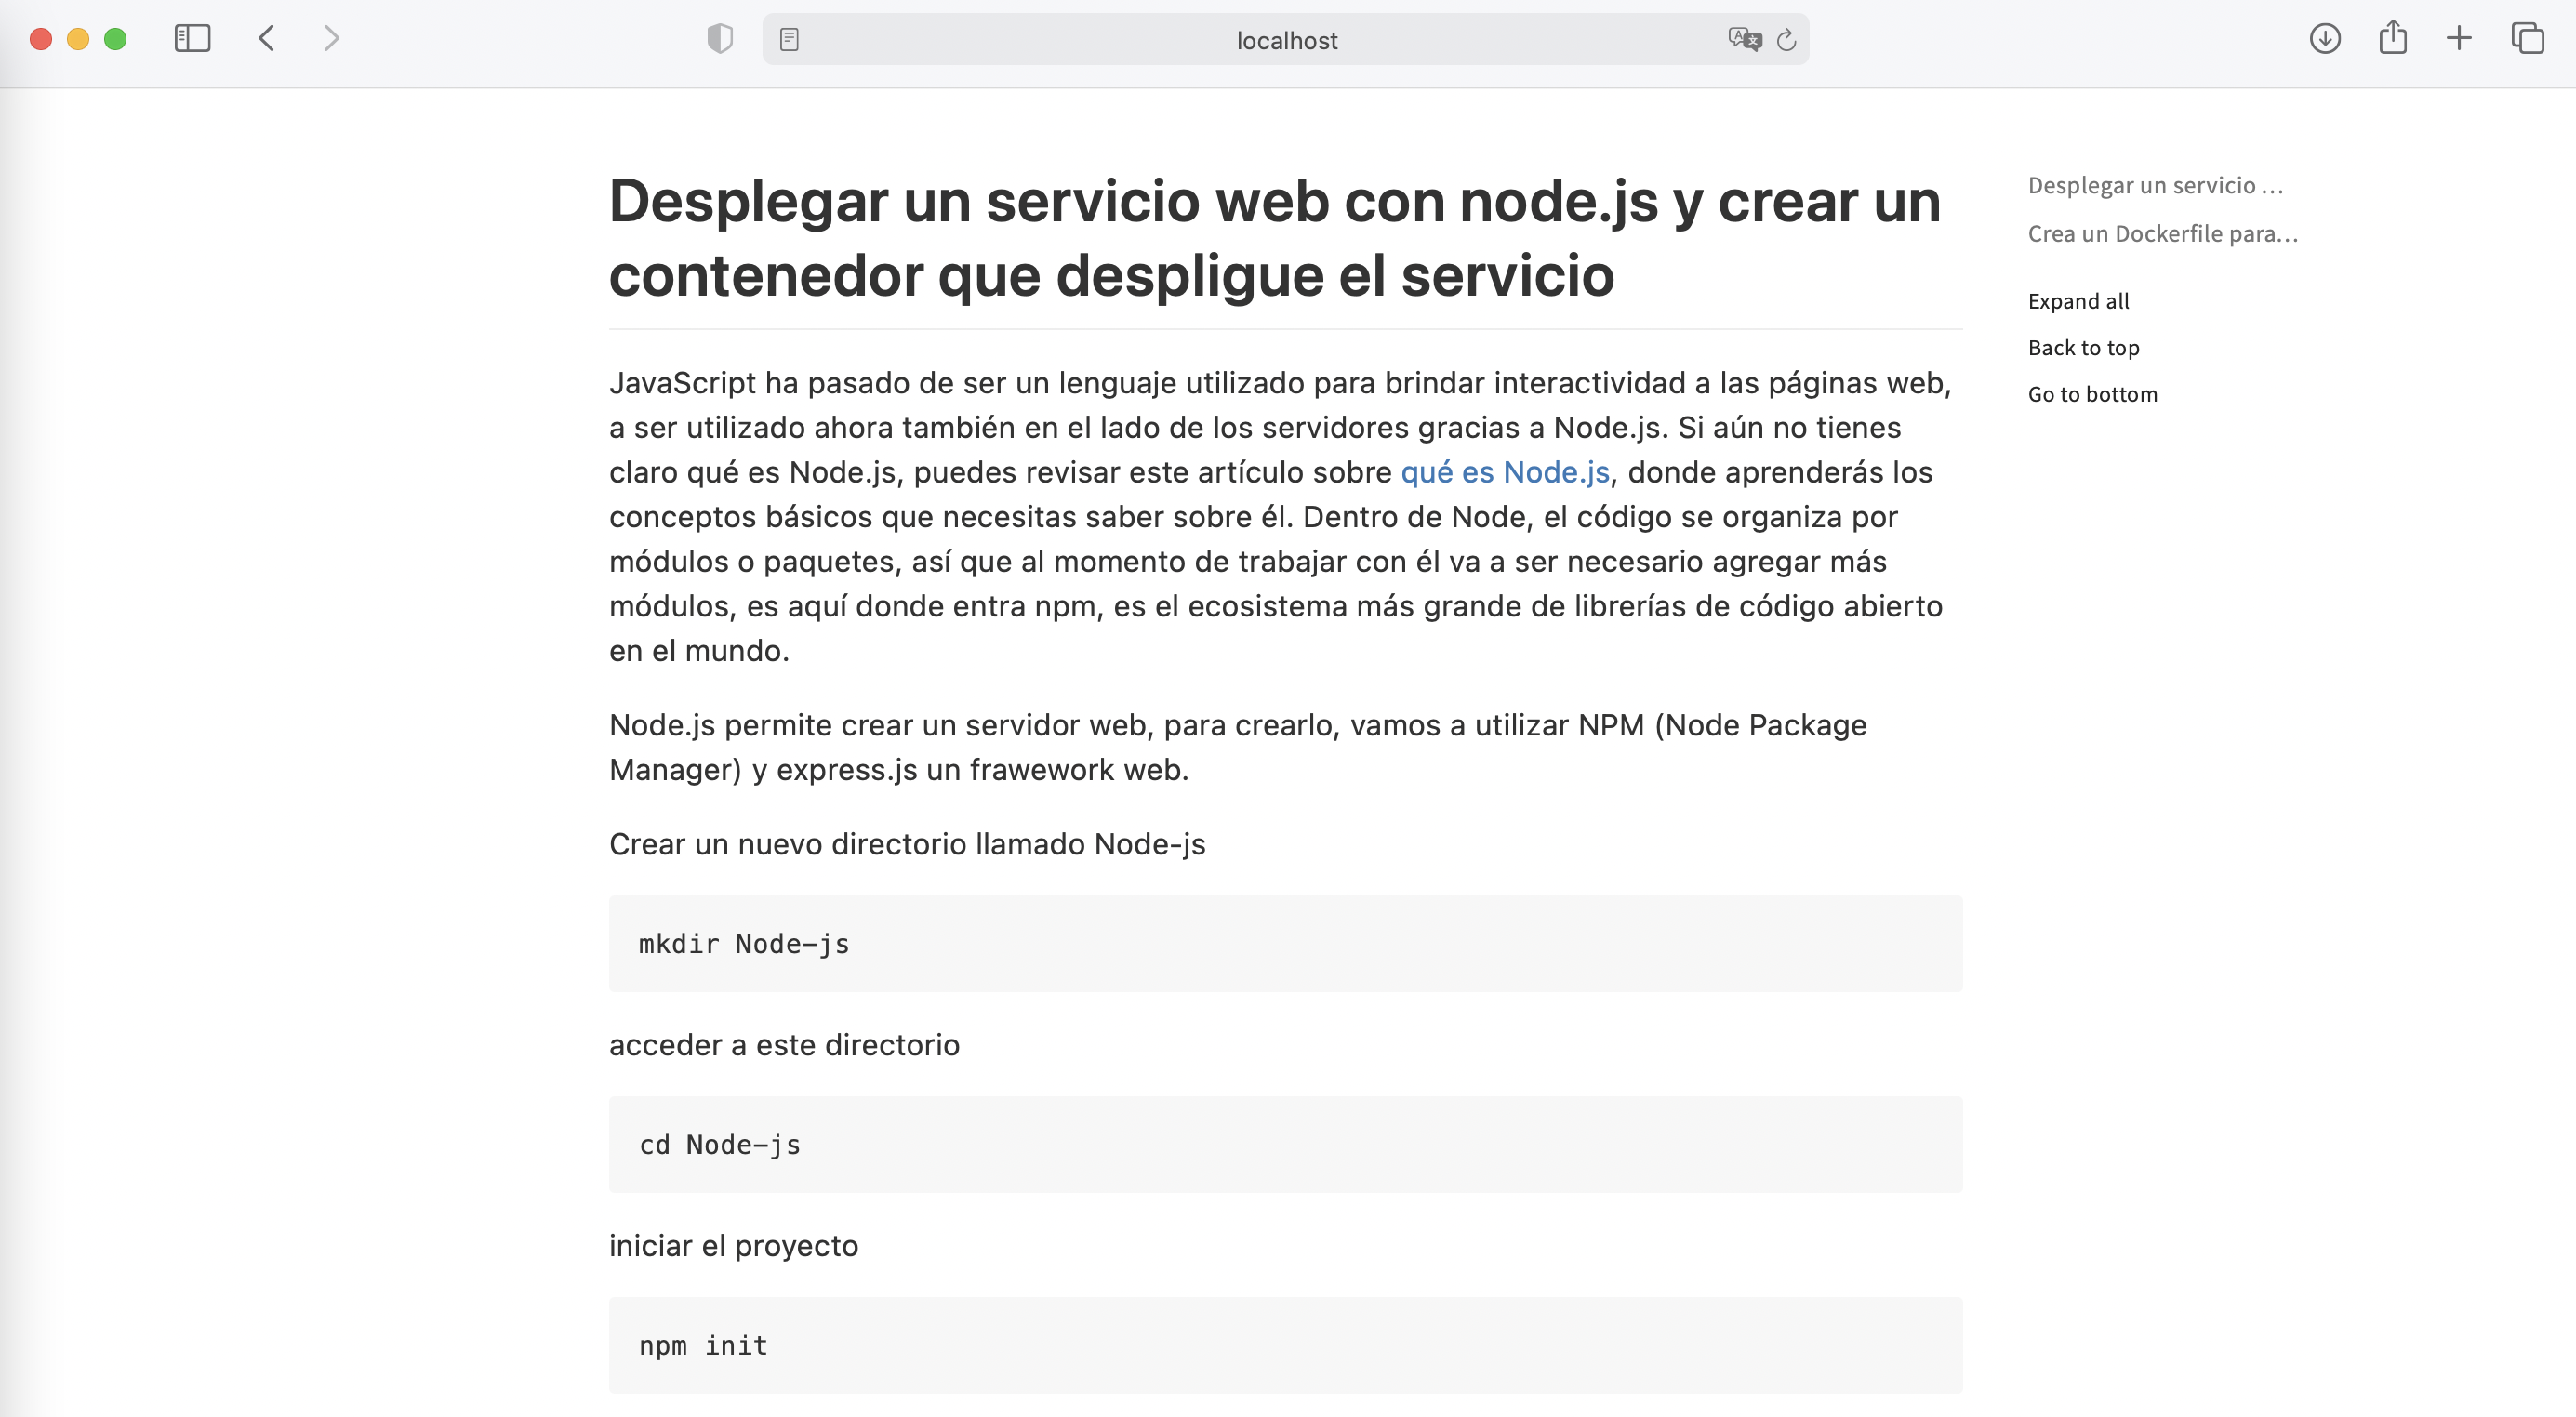 localhost
Desplegar un servicio web con node.js y crear un
contenedor que despligue el servicio
JavaScript ha pasado de ser un lenguaje utilizado para brindar interactividad a las páginas web,
a ser utilizado ahora también en el lado de los servidores gracias a Node.js. Si aún no tienes
claro qué es Node.js, puedes revisar este artículo sobre qué es Node.js, donde aprenderás los
conceptos básicos que necesitas saber sobre él. Dentro de Node, el código se organiza por
módulos o paquetes, así que al momento de trabajar con él va a ser necesario agregar más
módulos, es aquí donde entra npm, es el ecosistema más grande de librerías de código abierto
en el mundo.
Node.js permite crear un servidor web, para crearlo, vamos a utilizar NPM (Node Package
Manager) y express.js un frawework web.
Crear un nuevo directorio llamado Node-js
mkdir Node-js
acceder a este directorio
cd Node-js
iniciar el proyecto
npm init
Desplegar un servicio ...
Crea un Dockerfile para...
Expand all
Back to top
Go to bottom